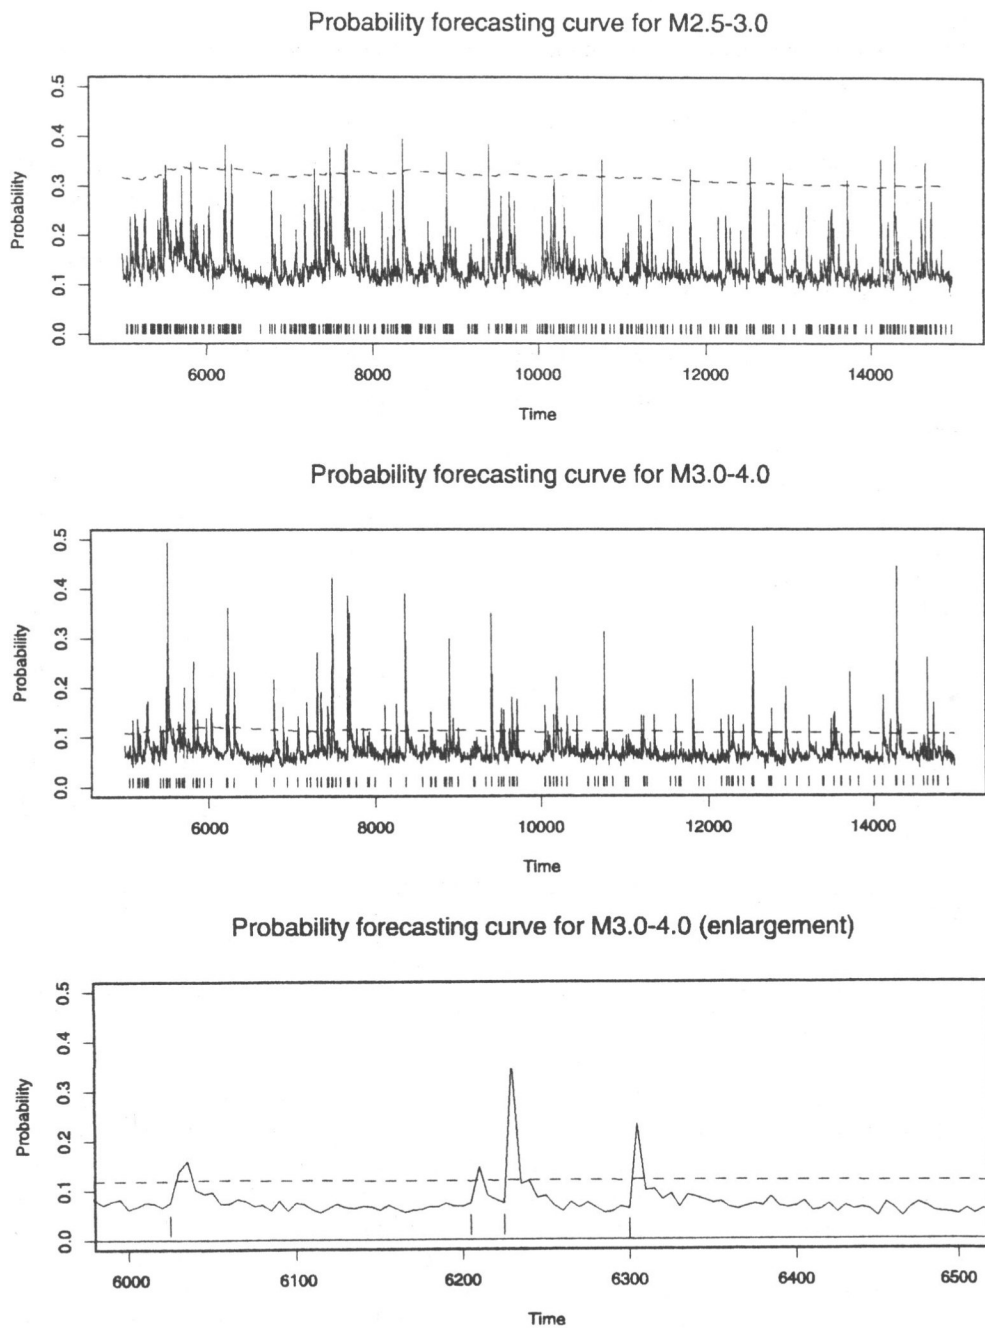 Probability forecasting curve for M2.5-3.0
0.5
0.4
0.3
0.2
0.1
0.0
Probability
6000 8000 10000 12000 14000
Time
Probability forecasting curve for M3.0-4.0
0.5
0.4
0.3
0.2
0.1
0.0
Probability
6000 8000 10000 12000 14000
Time
Probability forecasting curve for M3.0-4.0 (enlargement)
0.5
0.4
0.3
0.2
0.1
0.0
Probability
6000 6100 6200 6300 6400 6500
Time